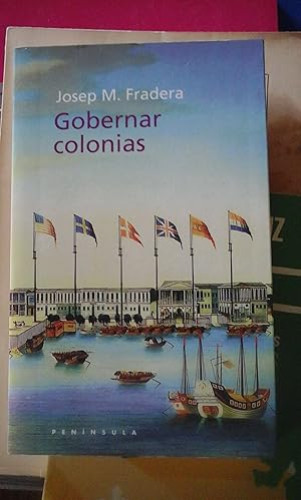 Josep M. Fradera
Gobernar
colonias
PENÍNSULA